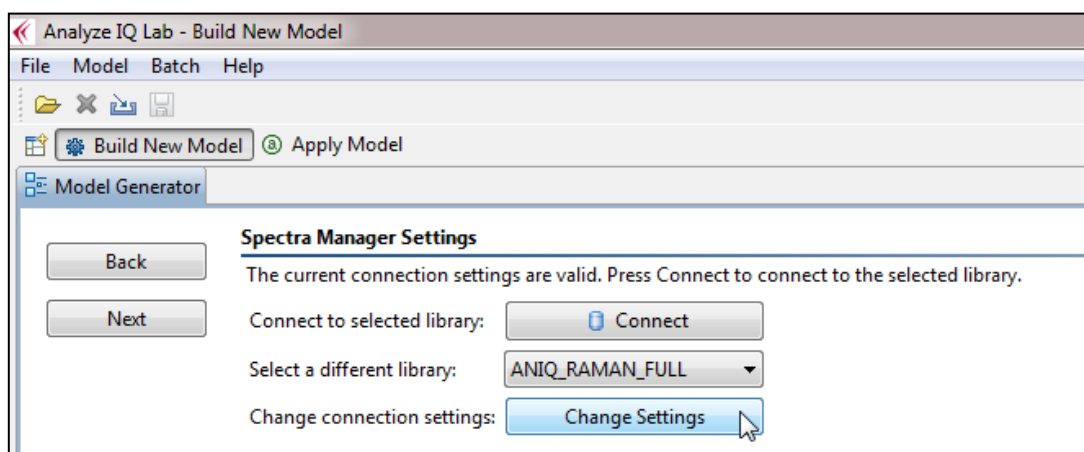 Analyze IQ Lab - Build New Model
File Model Batch Help
Build New Model Apply Model
Model Generator
Spectra Manager Settings
Back
The current connection settings are valid. Press Connect to connect to the selected library.
Next
Connect to selected library: Connect
Select a different library: ANIQ_RAMAN_FULL
Change connection settings: Change Settings